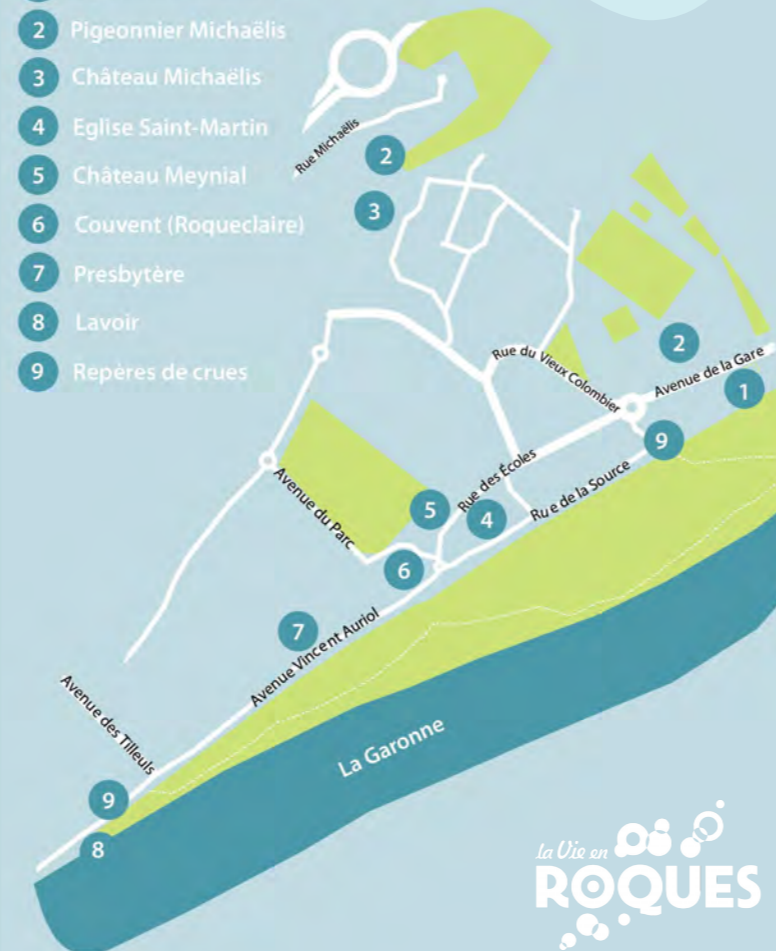 2 Pigeonnier Michaëlis
3 Château Michaëlis
4 Eglise Saint-Martin
5 Château Meynial
6 Couvent (Roqueclaire)
7 Presbytère
8 Lavoir
9 Repères de crues
Rue Michaëlis
2
3
Rue du Vieux Colombier
2
Avenue de la Gare
1
9
Rue des Écoles
Rue de la Source
5
4
Avenue du Parc
6
7
Avenue Vincent Auriol
Avenue des Tilleuls
La Garonne
9
8
la Vie en
ROQUES